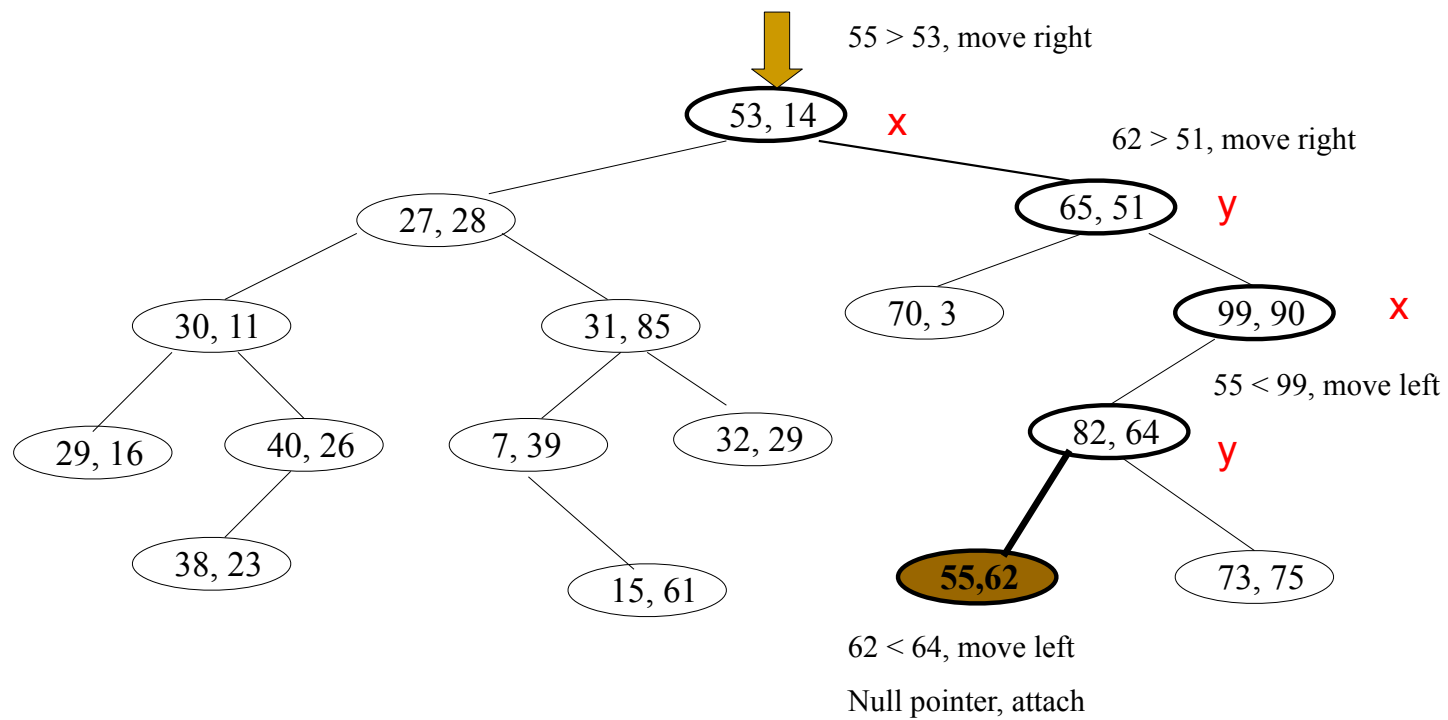 55 > 53, move right
53, 14
x
62 > 51, move right
27, 28
65, 51
y
30, 11
31, 85
70, 3
99, 90
x
55 < 99, move left
29, 16
40, 26
7, 39
32, 29
82, 64
y
38, 23
15, 61
55,62
73, 75
62 < 64, move left
Null pointer, attach